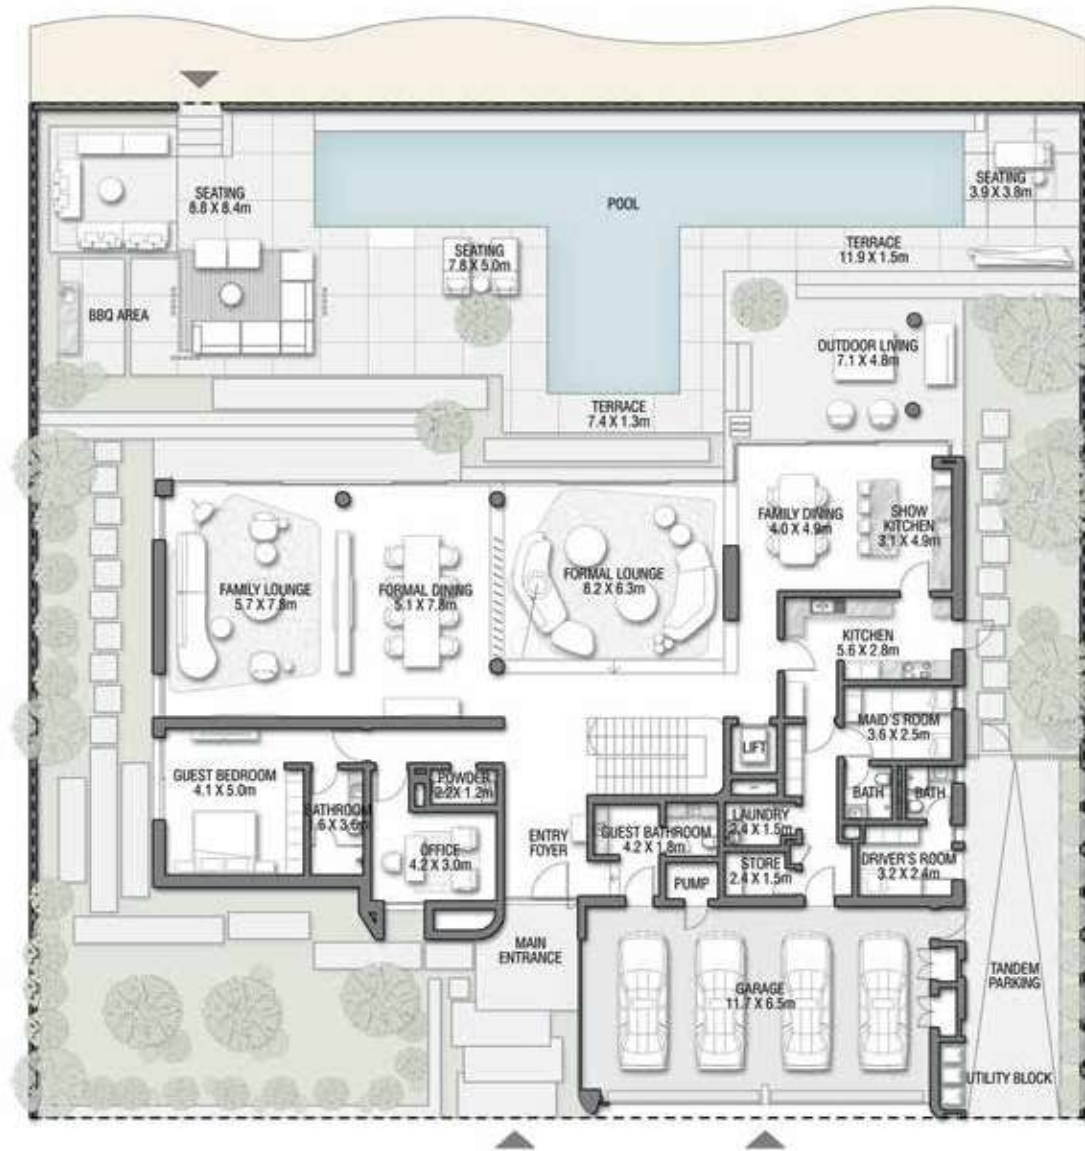 SEATING
8.8 X 8.4m
SEATING
3.9 X 3.8m
POOL
TERRACE
11.9 X 1.5m
SEATING
7.8 X 5.0m
BBQ AREA
OUTDOOR LIVING
7.1 X 4.8m
TERRACE
7.4 X 1.3m
FAMILY DINING
4.0 X 4.9m
SHOW
KITCHEN
3.1 X 4.9m
FAMILY LOUNGE
5.7 X 7.8m
FORMAL DINING
5.1 X 7.8m
FORMAL LOUNGE
6.2 X 6.3m
KITCHEN
5.6 X 2.8m
MAID'S ROOM
3.6 X 2.5m
LIFT
GUEST BEDROOM
4.1 X 5.0m
POWDER
2.2 X 1.2m
BATHROOM
1.6 X 3.6m
BATH
BATH
LAUNDRY
2.4 X 1.5m
GUEST BATHROOM
4.2 X 1.8m
ENTRY
FOYER
OFFICE
4.2 X 3.0m
STORE
2.4 X 1.5m
DRIVER'S ROOM
3.2 X 2.4m
PUMP
MAIN
ENTRANCE
GARAGE
11.7 X 6.5m
TANDEM
PARKING
UTILITY BLOCK